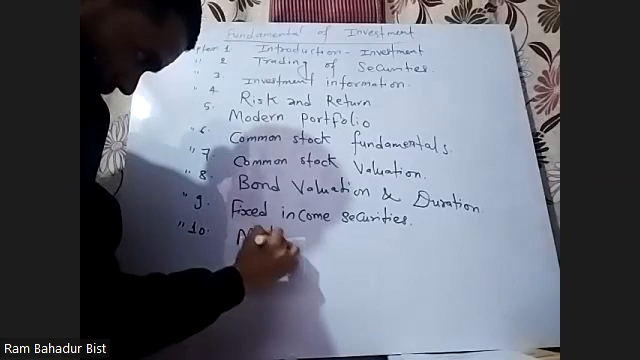 Fundamental of Investment
1 Introduction - Investment
" 2 Trading of Securities.
" 3. Investment information.
" 4. Risk and Return
5. Modern portfolio
" 6. Common stock fundamentals.
" 7. Common stock Valuation.
" 8. Bond Valuation & Duration.
" 9. Fixed income securities.
" 10.
Ram Bahadur Bist